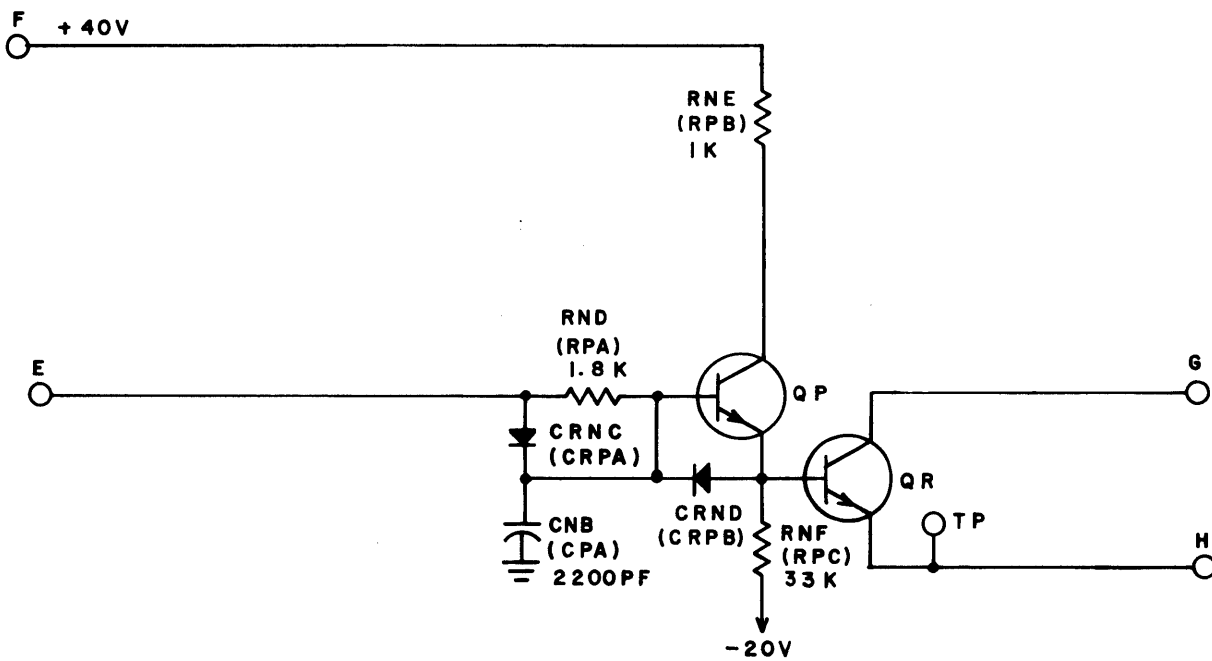 F
+40V
RNE
(RPB)
1K
RND
(RPA)
1.8K
E
QP
G
CRNC
(CRPA)
QR
CRND
(CRPB)
TP
CNB
(CPA)
2200PF
RNF
(RPC)
33K
H
-20V